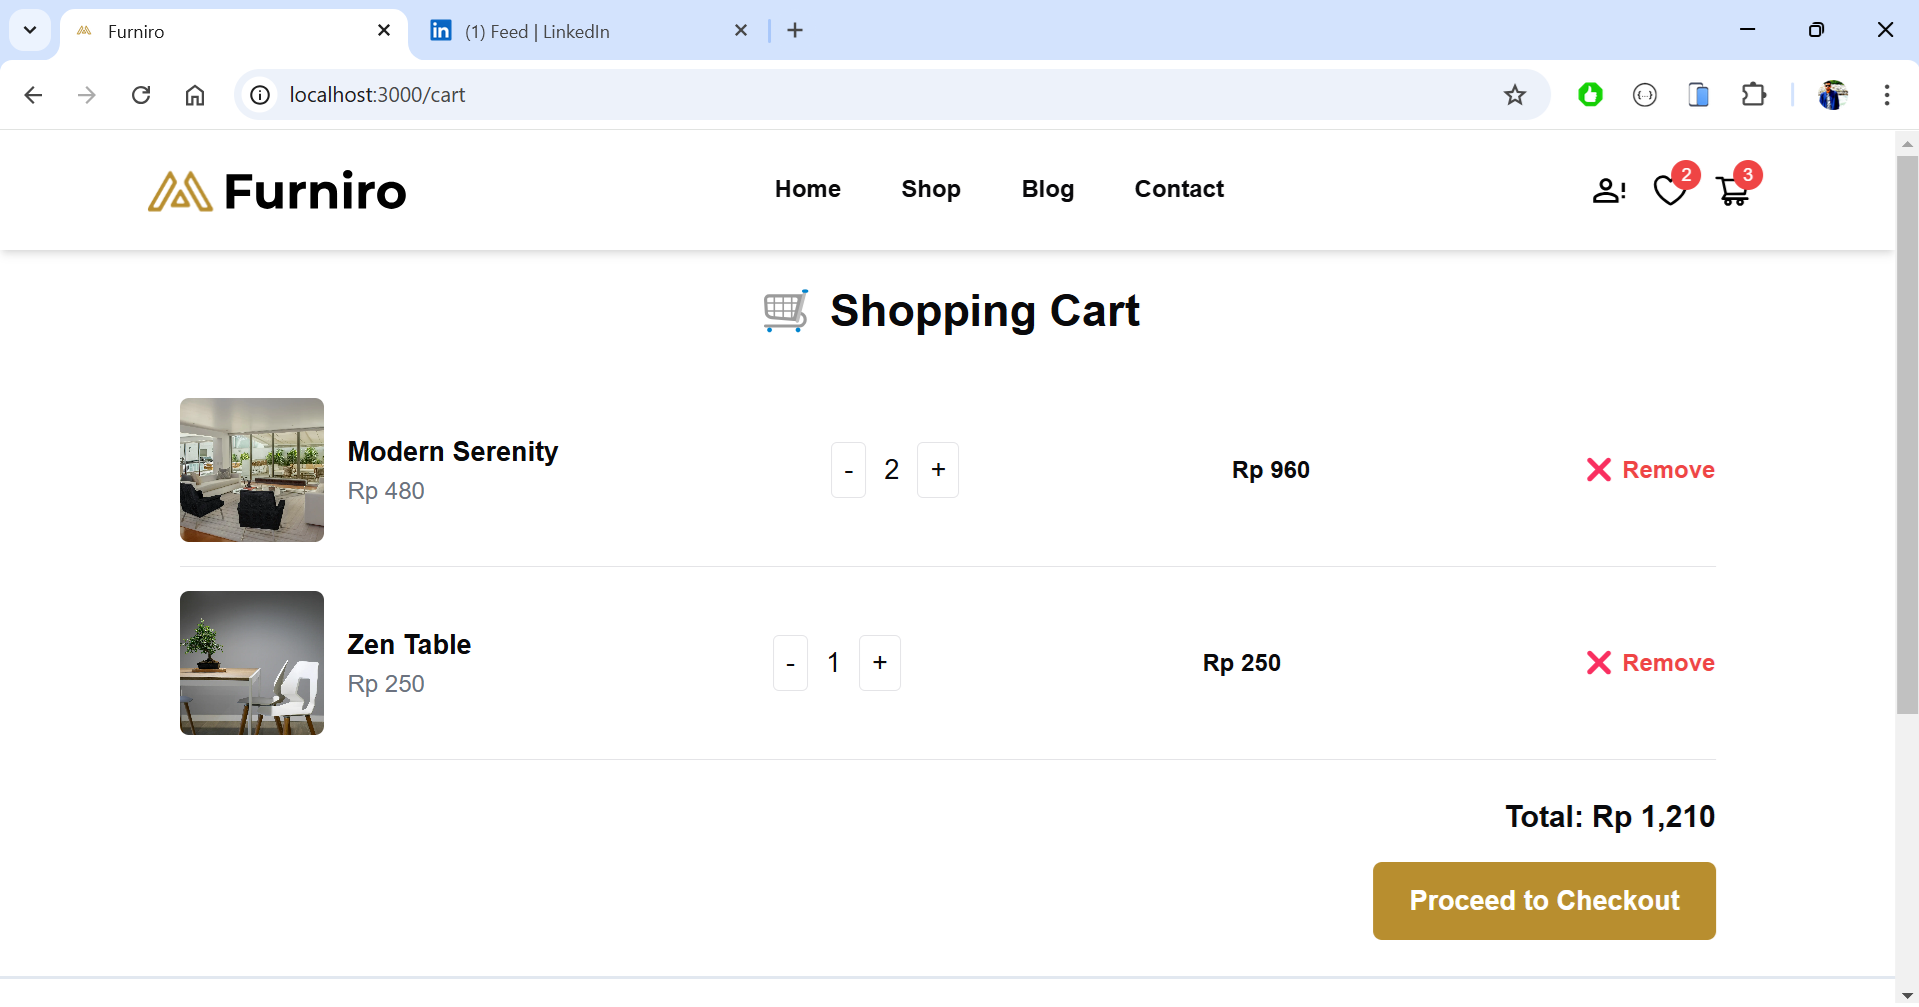 Furniro
(1) Feed | LinkedIn
localhost:3000/cart
Furniro
Home Shop Blog Contact
2 3
Shopping Cart
Modern Serenity
Rp 480
- 2 +
Rp 960
Remove
Zen Table
Rp 250
- 1 +
Rp 250
Remove
Total: Rp 1,210
Proceed to Checkout